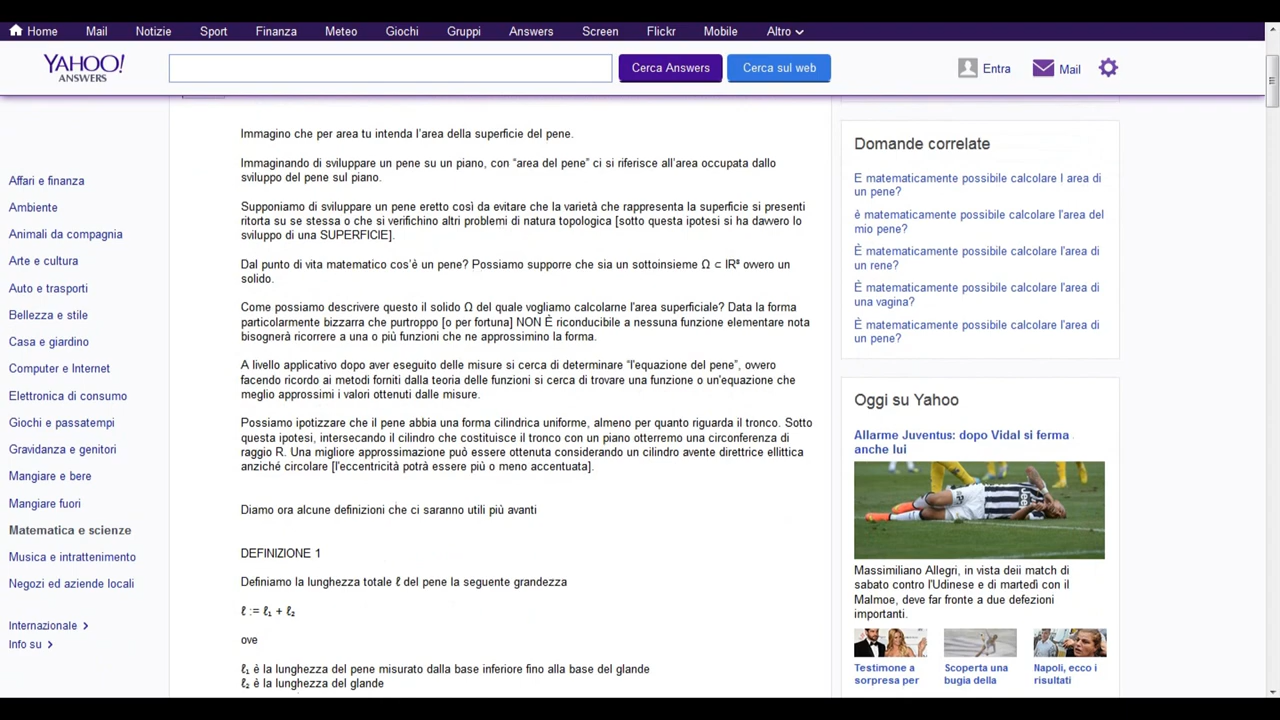 Home Mail Notizie Sport Finanza Meteo Giochi Gruppi Answers Screen Flickr Mobile Altro
YAHOO!
ANSWERS
Cerca Answers
Cerca sul web
Entra
Mail
Affari e finanza
Ambiente
Animali da compagnia
Arte e cultura
Auto e trasporti
Bellezza e stile
Casa e giardino
Computer e Internet
Elettronica di consumo
Giochi e passatempi
Gravidanza e genitori
Mangiare e bere
Mangiare fuori
Matematica e scienze
Musica e intrattenimento
Negozi ed aziende locali
Internazionale
Info su
Immagino che per area tu intenda l'area della superficie del pene.
Immaginando di sviluppare un pene su un piano, con "area del pene" ci si riferisce all'area occupata dallo
sviluppo del pene sul piano.
Supponiamo di sviluppare un pene eretto così da evitare che la varietà che rappresenta la superficie si presenti
ritorta su se stessa o che si verifichino altri problemi di natura topologica [sotto questa ipotesi si ha davvero lo
sviluppo di una SUPERFICIE].
Dal punto di vita matematico cos'è un pene? Possiamo supporre che sia un sottoinsieme Ω ⊂ IR³ ovvero un
solido.
Come possiamo descrivere questo il solido Ω del quale vogliamo calcolarne l'area superficiale? Data la forma
particolarmente bizzarra che purtroppo [o per fortuna] NON È riconducibile a nessuna funzione elementare nota
bisognerà ricorrere a una o più funzioni che ne approssimino la forma.
A livello applicativo dopo aver eseguito delle misure si cerca di determinare "l'equazione del pene", ovvero
facendo ricordo ai metodi forniti dalla teoria delle funzioni si cerca di trovare una funzione o un'equazione che
meglio approssimi i valori ottenuti dalle misure.
Possiamo ipotizzare che il pene abbia una forma cilindrica uniforme, almeno per quanto riguarda il tronco. Sotto
questa ipotesi, intersecando il cilindro che costituisce il tronco con un piano otterremo una circonferenza di
raggio R. Una migliore approssimazione può essere ottenuta considerando un cilindro avente direttrice ellittica
anziché circolare [l'eccentricità potrà essere più o meno accentuata].
Diamo ora alcune definizioni che ci saranno utili più avanti
DEFINIZIONE 1
Definiamo la lunghezza totale ℓ del pene la seguente grandezza
ℓ := ℓ₁ + ℓ₂
ove
ℓ₁ è la lunghezza del pene misurato dalla base inferiore fino alla base del glande
ℓ₂ è la lunghezza del glande
Domande correlate
E matematicamente possibile calcolare l area di
un pene?
è matematicamente possibile calcolare l'area del
mio pene?
È matematicamente possibile calcolare l'area di
un rene?
È matematicamente possibile calcolare l'area di
una vagina?
È matematicamente possibile calcolare l'area di
un pene?
Oggi su Yahoo
Allarme Juventus: dopo Vidal si ferma
anche lui
Jeep
Massimiliano Allegri, in vista deii match di
sabato contro l'Udinese e di martedì con il
Malmoe, deve far fronte a due defezioni
importanti.
Testimone a
sorpresa per
Scoperta una
bugia della
Napoli, ecco i
risultati